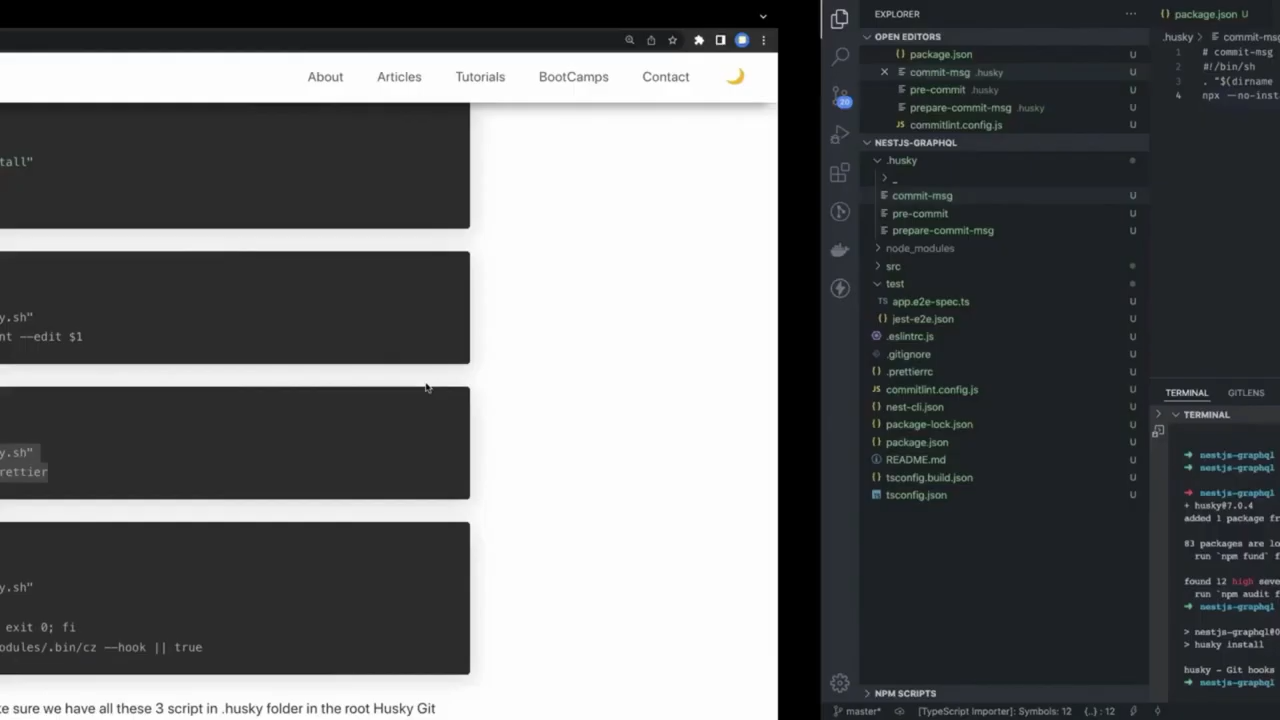 About
Articles
Tutorials
BootCamps
Contact
tall"
y.sh"
nt --edit $1
y.sh"
rettier
y.sh"
exit 0; fi
odules/.bin/cz --hook || true
ke sure we have all these 3 script in .husky folder in the root Husky Git
EXPLORER
OPEN EDITORS
package.json U
commit-msg .husky U
pre-commit .husky U
prepare-commit-msg .husky U
JS commitlint.config.js U
NESTJS-GRAPHQL
.husky
_
commit-msg U
pre-commit U
prepare-commit-msg U
node_modules
src
test
TS app.e2e-spec.ts U
jest-e2e.json U
.eslintrc.js U
.gitignore U
.prettierrc U
JS commitlint.config.js U
nest-cli.json U
package-lock.json U
package.json U
README.md U
tsconfig.build.json U
tsconfig.json U
NPM SCRIPTS
20
package.json U
.husky > commit-msg
1 # commit-msg
2 #!/bin/sh
3 . "$(dirname
4 npx --no-inst
TERMINAL GITLENS
TERMINAL
→ nestjs-graphql
→ nestjs-graphql
→ nestjs-graphql
+ husky@7.0.4
added 1 package fr
83 packages are lo
run `npm fund` f
found 12 high seve
run `npm audit f
→ nestjs-graphql
> nestjs-graphql@0
> husky install
husky - Git hooks
→ nestjs-graphql
master* [TypeScript Importer]: Symbols: 12 {..} : 12